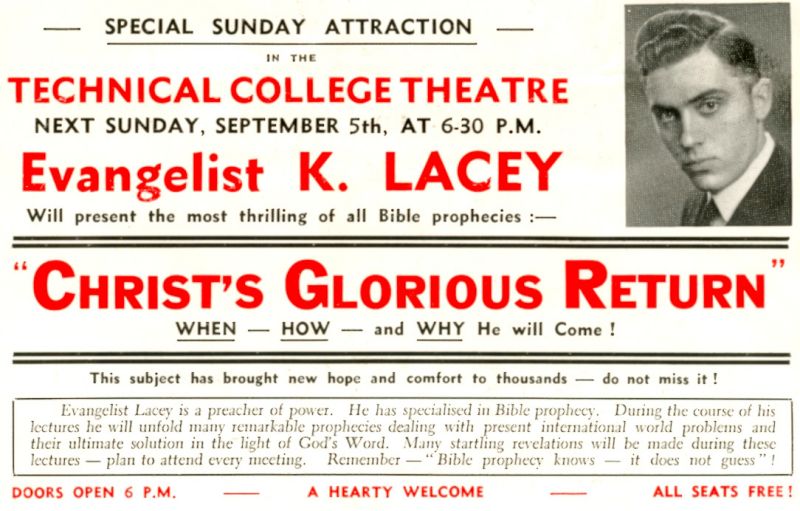 — SPECIAL SUNDAY ATTRACTION —
IN THE
TECHNICAL COLLEGE THEATRE
NEXT SUNDAY, SEPTEMBER 5th, AT 6-30 P.M.
Evangelist K. LACEY
Will present the most thrilling of all Bible prophecies :—
"CHRIST'S GLORIOUS RETURN"
WHEN — HOW — and WHY He will Come !
This subject has brought new hope and comfort to thousands — do not miss it !
Evangelist Lacey is a preacher of power. He has specialised in Bible prophecy. During the course of his
lectures he will unfold many remarkable prophecies dealing with present international world problems and
their ultimate solution in the light of God's Word. Many startling revelations will be made during these
lectures — plan to attend every meeting. Remember — "Bible prophecy knows — it does not guess" !
DOORS OPEN 6 P.M. — A HEARTY WELCOME — ALL SEATS FREE !